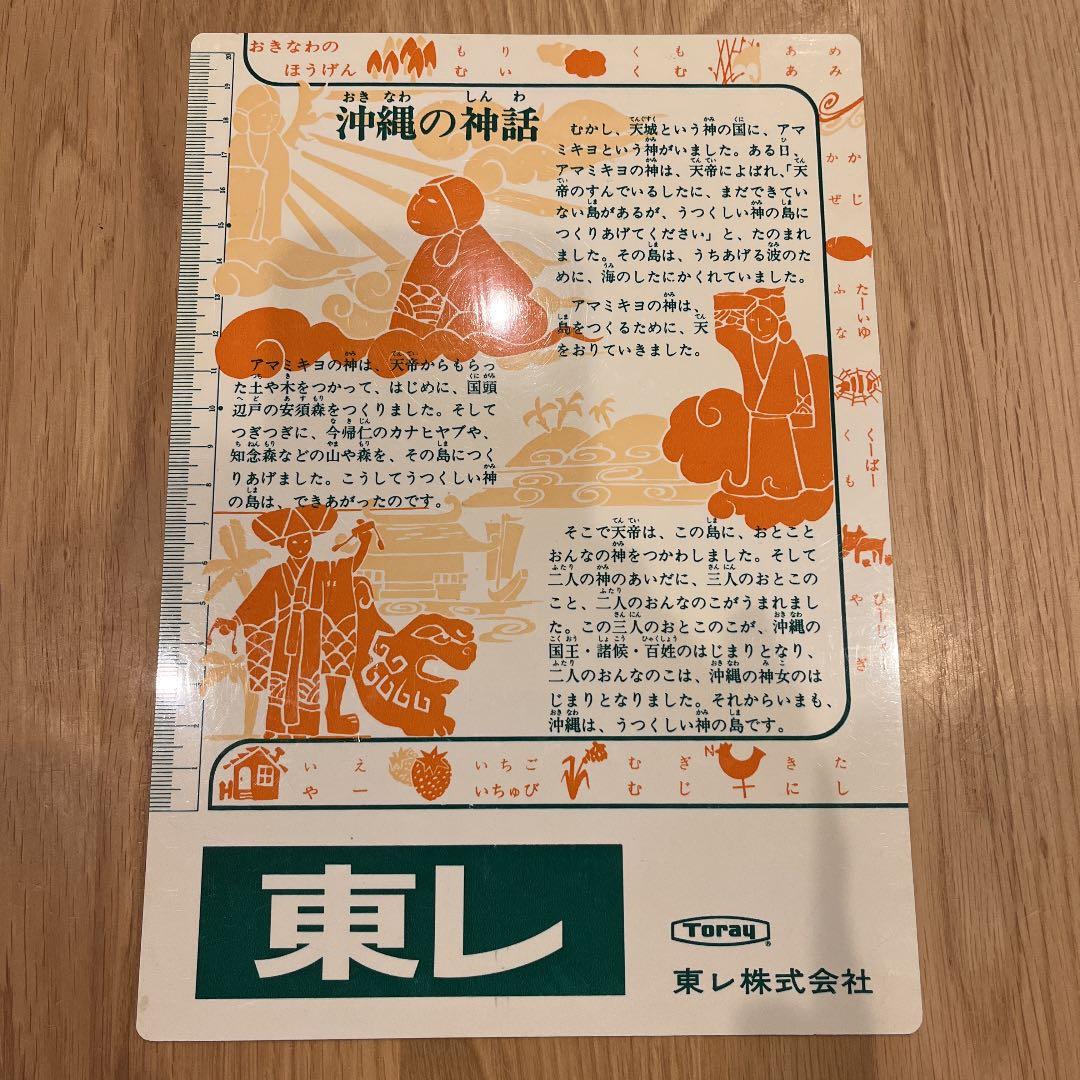 おきなわの
ほうげん
もり
むい
くも
くむ
あめ
あみ
沖縄の神話
むかし、天城という神の国に、アマ
ミキヨという神がいました。ある日、
アマミキヨの神は、天帝によばれ、「天
帝のすんでいるしたに、まだできてい
ない島があるが、うつくしい神の島に
つくりあげてください」と、たのまれ
ました。その島は、うちあげる波のた
めに、海のしたにかくれていました。
アマミキヨの神は、
島をつくるために、天
をおりていきました。
アマミキヨの神は、天帝からもらっ
た土や木をつかって、はじめに、国頭
辺戸の安須森をつくりました。そして
つぎつぎに、今帰仁のカナヒヤブや、
知念森などの山や森を、その島につく
りあげました。こうしてうつくしい神
の島は、できあがったのです。
そこで天帝は、この島に、おとこと
おんなの神をつかわしました。そして
二人の神のあいだに、三人のおとこの
こと、二人のおんなのこがうまれまし
た。この三人のおとこのこが、沖縄の
国王・諸候・百姓のはじまりとなり、
二人のおんなのこは、沖縄の神女のは
じまりとなりました。それからいまも、
沖縄は、うつくしい神の島です。
かぜ
かじ
ふな
たーいゆ
くも
くーばー
やぎ
いえ
やー
いちご
いちゅび
むぎ
むじ
N
きた
にし
東レ
Toray
東レ株式会社